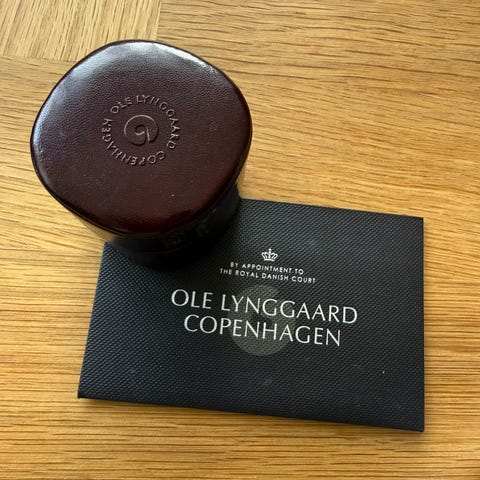 OLE LYNGGAARD COPENHAGEN
BY APPOINTMENT TO
THE ROYAL DANISH COURT
OLE LYNGGAARD
COPENHAGEN